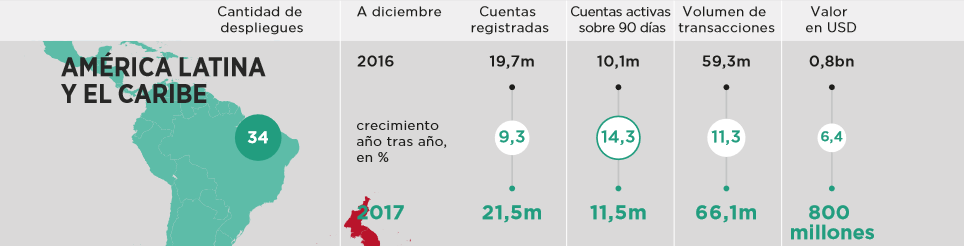 Cantidad de
despliegues
A diciembre
Cuentas
registradas
Cuentas activas
sobre 90 días
Volumen de
transacciones
Valor
en USD
AMÉRICA LATINA
Y EL CARIBE
34
2016
19,7m
10,1m
59,3m
0,8bn
crecimiento
año tras año,
en %
9,3
14,3
11,3
6,4
2017
21,5m
11,5m
66,1m
800
millones